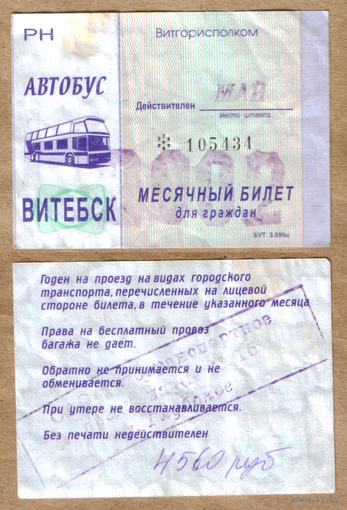 РН
Витгорисполком
АВТОБУС
Действителен МАЙ
место штампа
* 105434
1992
ВИТЕБСК
МЕСЯЧНЫЙ БИЛЕТ
для граждан
БУТ 3.880ц
Годен на проезд на видах городского
транспорта, перечисленных на лицевой
стороне билета, в течение указанного месяца
Права на бесплатный провоз
багажа не дает.
Обратно не принимается и не
обменивается.
При утере не восстанавливается.
Без печати недействителен
4560 руб